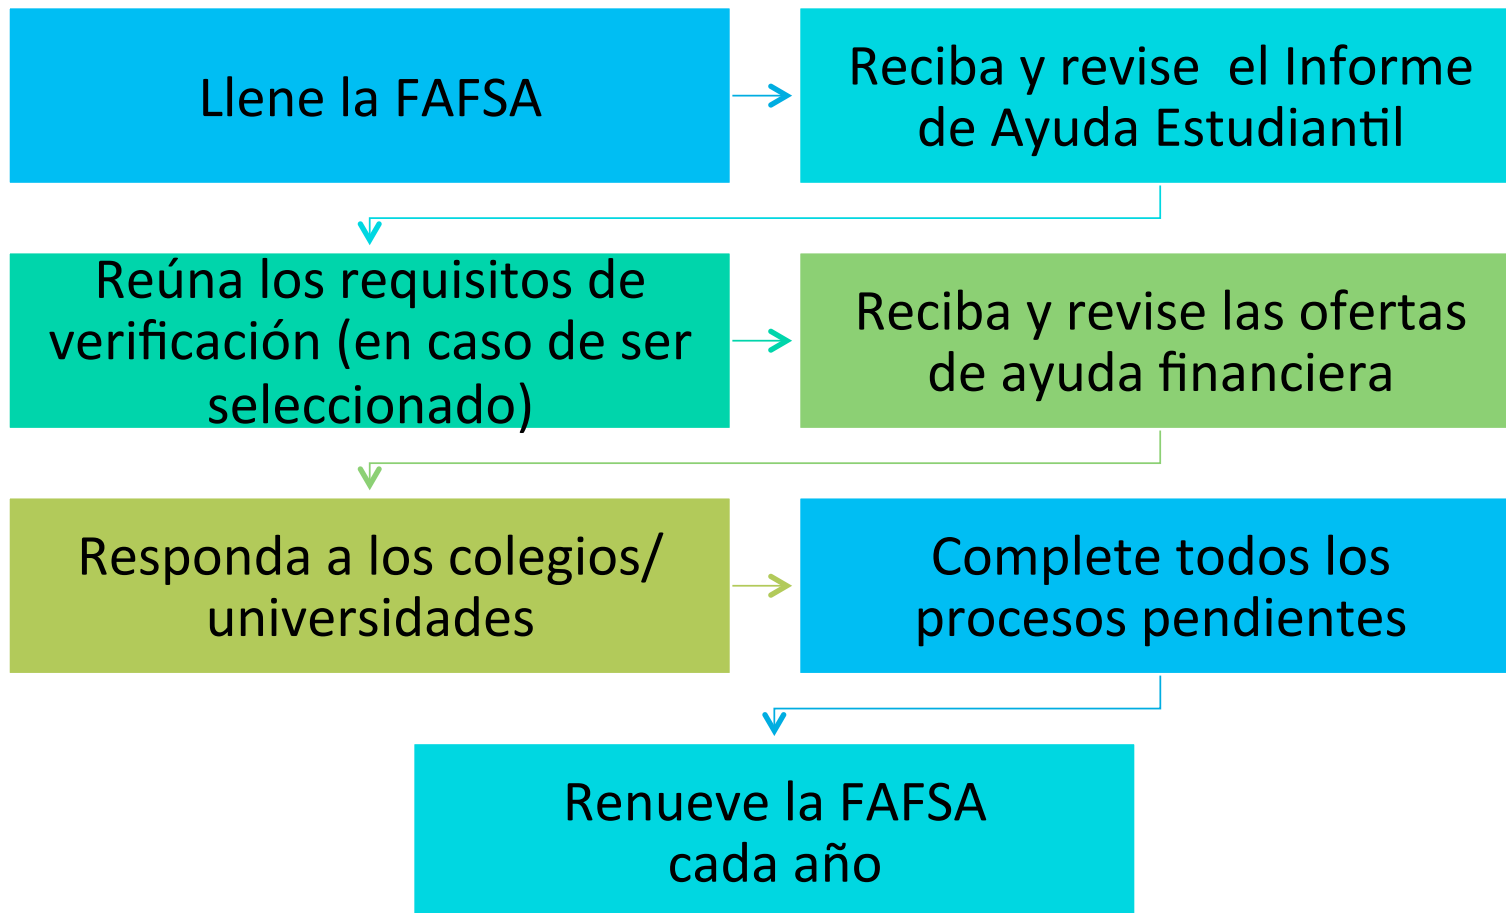 Llene la FAFSA
Reciba y revise  el Informe
de Ayuda Estudiantil
Reúna los requisitos de
verificación (en caso de ser
seleccionado)
Reciba y revise las ofertas
de ayuda financiera
Responda a los colegios/
universidades
Complete todos los
procesos pendientes
Renueve la FAFSA
cada año